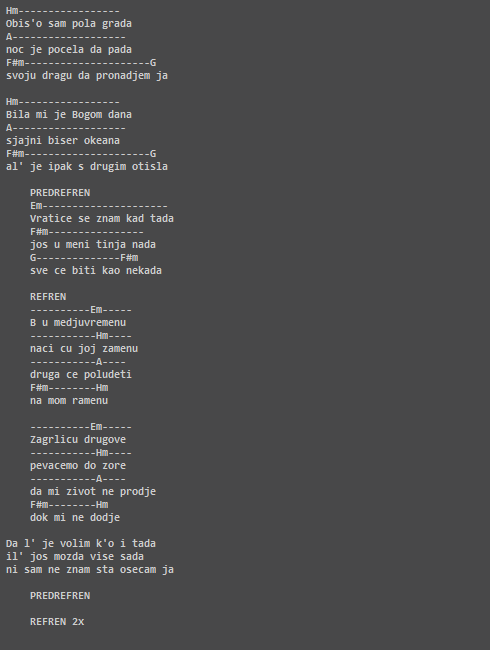 Hm-----------------
Obis'o sam pola grada
A-------------------
noc je pocela da pada
F#m---------------------G
svoju dragu da pronadjem ja

Hm-----------------
Bila mi je Bogom dana
A-------------------
sjajni biser okeana
F#m---------------------G
al' je ipak s drugim otisla

    PREDREFREN
    Em---------------------
    Vratice se znam kad tada
    F#m----------------
    jos u meni tinja nada
    G--------------F#m
    sve ce biti kao nekada

    REFREN
    ----------Em-----
    B u medjuvremenu
    -----------Hm----
    naci cu joj zamenu
    -----------A----
    druga ce poludeti
    F#m--------Hm
    na mom ramenu

    ----------Em-----
    Zagrlicu drugove
    -----------Hm----
    pevacemo do zore
    -----------A----
    da mi zivot ne prodje
    F#m--------Hm
    dok mi ne dodje

Da l' je volim k'o i tada
il' jos mozda vise sada
ni sam ne znam sta osecam ja

    PREDREFREN

    REFREN 2x